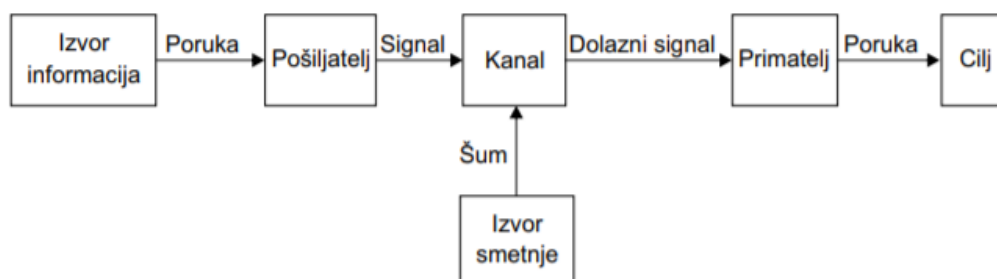 Izvor
informacija
Poruka
Pošiljatelj
Signal
Kanal
Dolazni signal
Primatelj
Poruka
Cilj
Šum
Izvor
smetnje